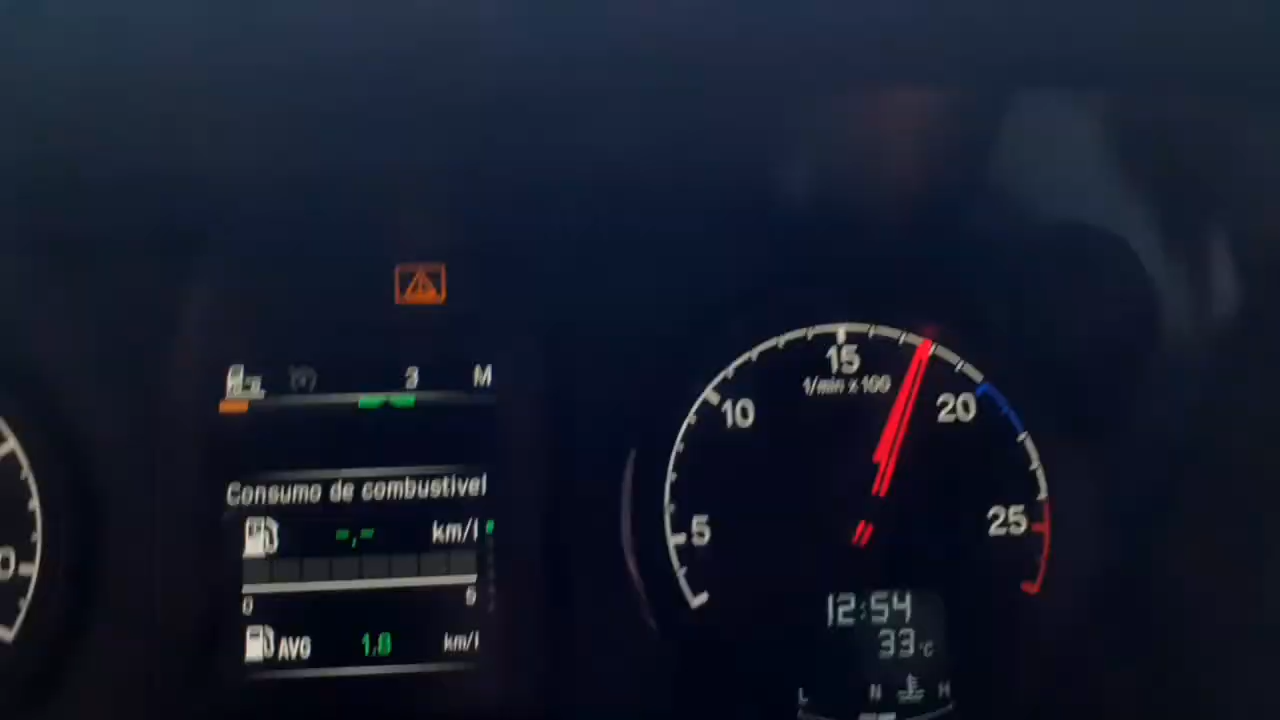 3 M
Consumo de combustível
-,- km/l
0 6
AVG 1.8 km/l
5
10
15
20
25
1/min x 100
12:54
33°C
L N H